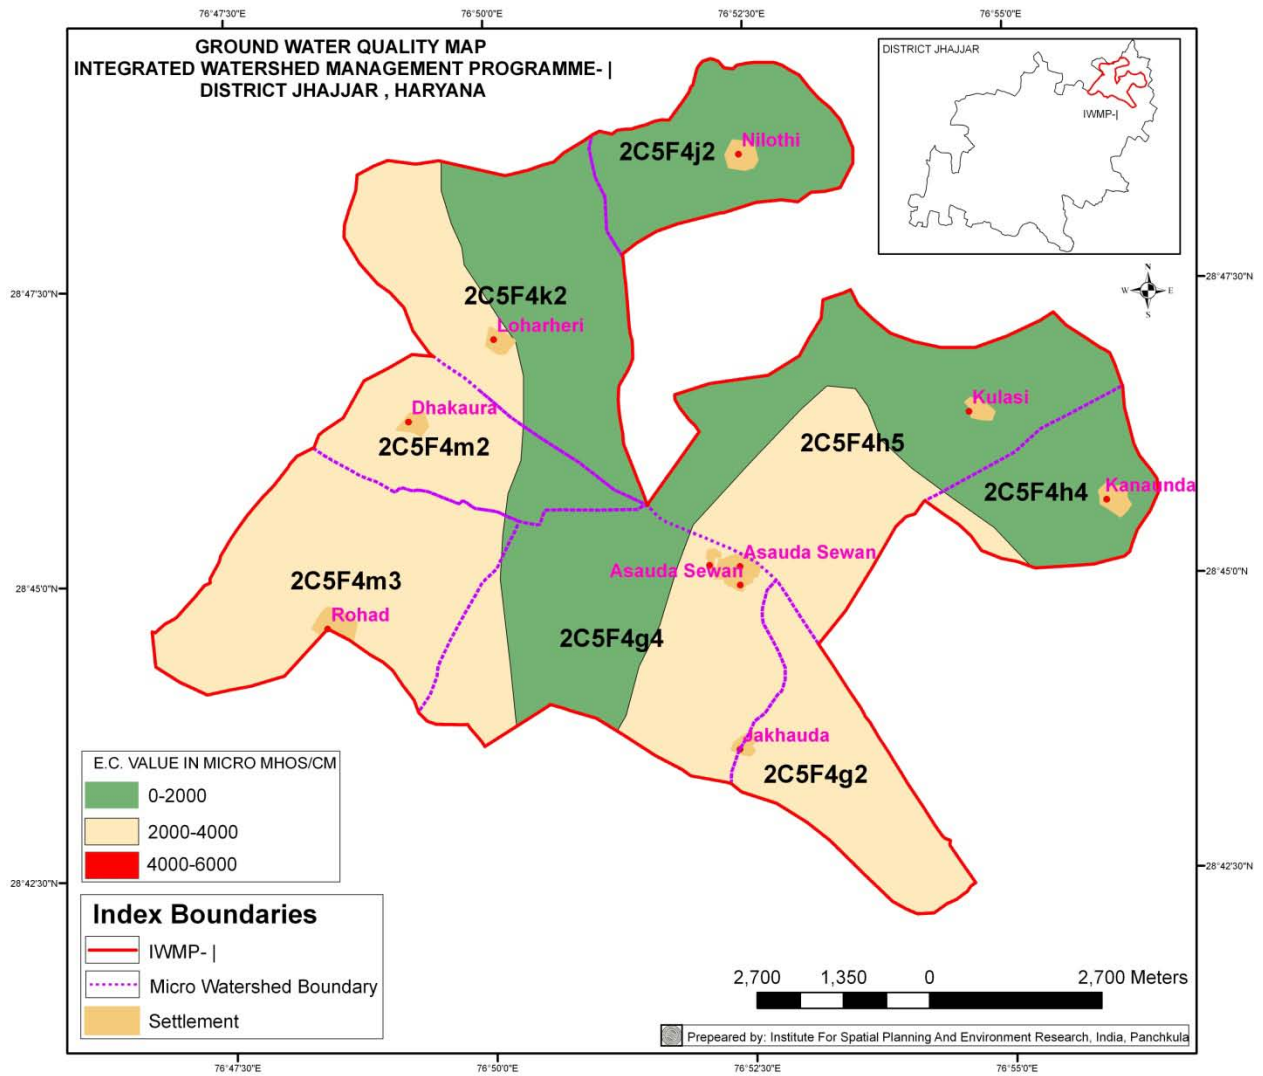 76°47'30"E 76°50'0"E 76°52'30"E 76°55'0"E
GROUND WATER QUALITY MAP
INTEGRATED WATERSHED MANAGEMENT PROGRAMME- |
DISTRICT JHAJJAR , HARYANA
DISTRICT JHAJJAR
IWMP-|
2C5F4j2
Nilothi
N
W E
S
28°47'30"N
28°47'30"N
2C5F4k2
Loharheri
Dhakaura
2C5F4m2
Kulasi
2C5F4h5
2C5F4h4
Kanaunda
Asauda Sewan
Asauda Sewan
28°45'0"N
28°45'0"N
2C5F4m3
Rohad
2C5F4g4
Jakhauda
2C5F4g2
28°42'30"N
28°42'30"N
E.C. VALUE IN MICRO MHOS/CM
0-2000
2000-4000
4000-6000
Index Boundaries
IWMP- |
Micro Watershed Boundary
Settlement
2,700 1,350 0 2,700 Meters
Prepeared by: Institute For Spatial Planning And Environment Research, India, Panchkula
76°47'30"E 76°50'0"E 76°52'30"E 76°55'0"E